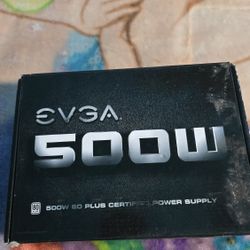 EVGA
500W
500W 80 PLUS CERTIFIED POWER SUPPLY